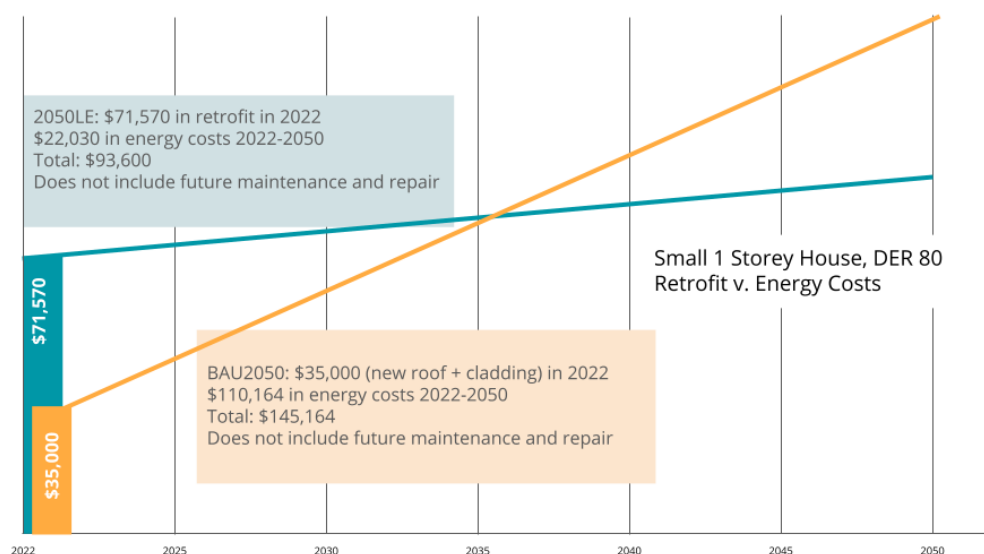 2050LE: $71,570 in retrofit in 2022
$22,030 in energy costs 2022-2050
Total: $93,600
Does not include future maintenance and repair
Small 1 Storey House, DER 80
Retrofit v. Energy Costs
$71,570
BAU2050: $35,000 (new roof + cladding) in 2022
$110,164 in energy costs 2022-2050
Total: $145,164
Does not include future maintenance and repair
$35,000
2022 2025 2030 2035 2040 2045 2050